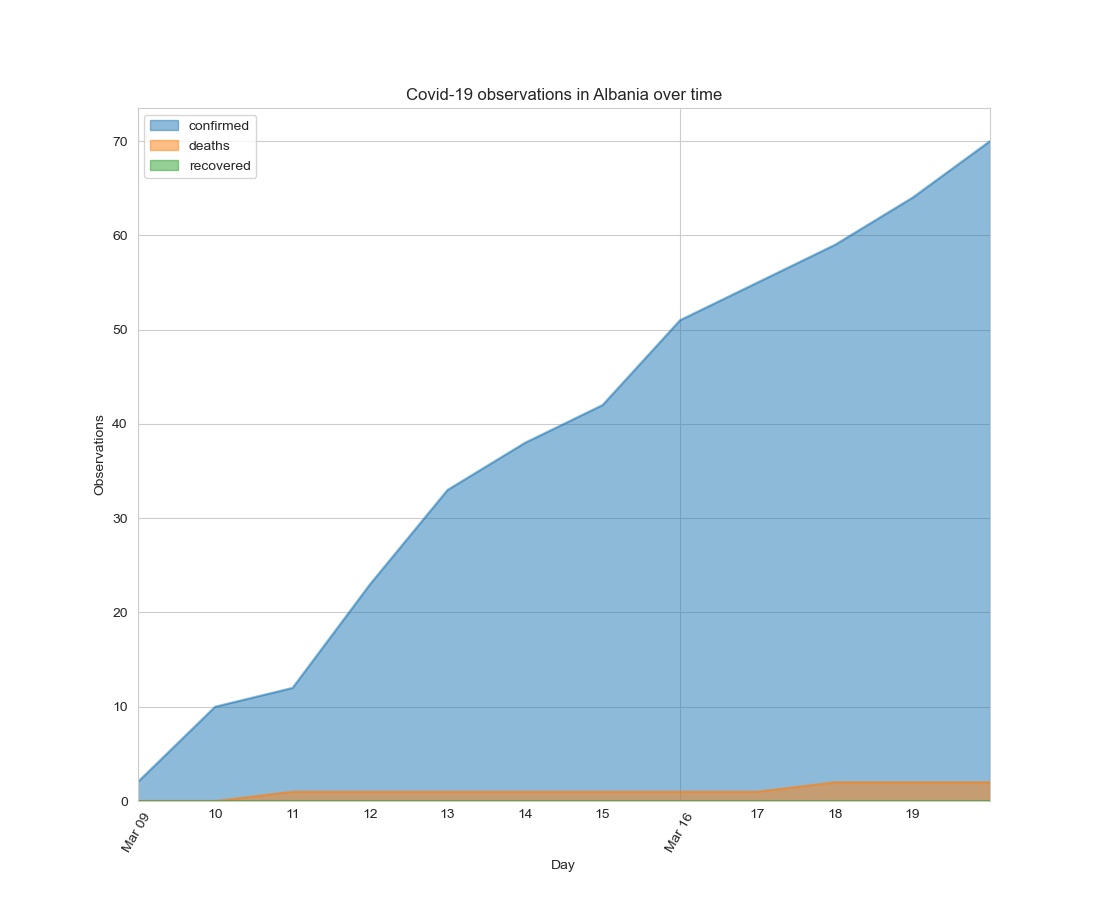 Covid-19 observations in Albania over time
confirmed
deaths
recovered
70
60
50
40
30
20
10
0
Observations
Mar 09
10
11
12
13
14
15
Mar 16
17
18
19
Day